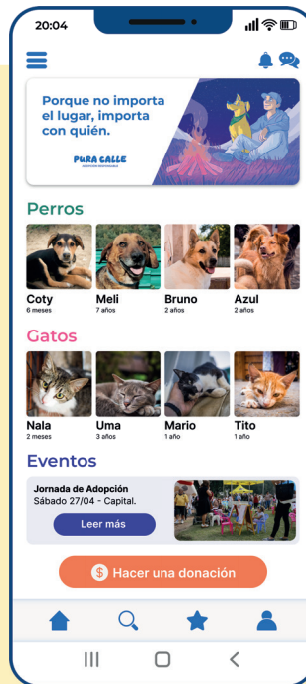 20:04
Porque no importa
el lugar, importa
con quién.
PURA CALLE
Perros
Coty
6 meses
Meli
7 años
Bruno
2 años
Azul
2 años
Gatos
Nala
2 meses
Uma
3 años
Mario
1 año
Tito
1 año
Eventos
Jornada de Adopción
Sábado 27/04 - Capital.
Leer más
$ Hacer una donación